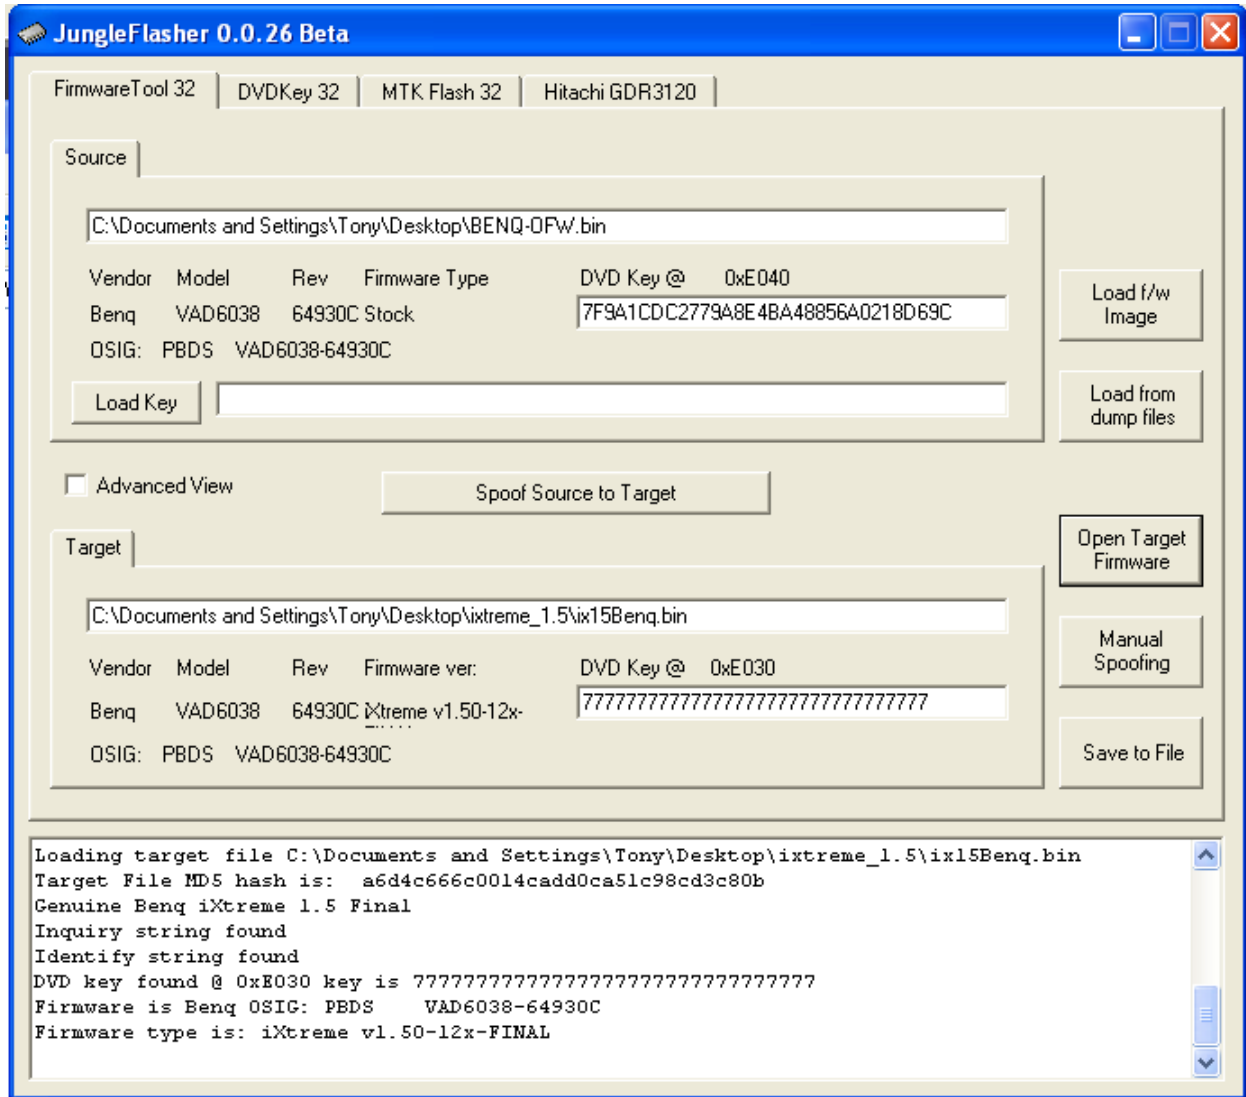 JungleFlasher 0.0.26 Beta
FirmwareTool 32 DVDKey 32 MTK Flash 32 Hitachi GDR3120
Source
C:\Documents and Settings\Tony\Desktop\BENQ-OFW.bin
Vendor Model Rev Firmware Type DVD Key @ 0xE040
Benq VAD6038 64930C Stock 7F9A1CDC2779A8E4BA48856A0218D69C
OSIG: PBDS VAD6038-64930C
Load Key
Load f/w
Image
Load from
dump files
Advanced View Spoof Source to Target
Target
C:\Documents and Settings\Tony\Desktop\ixtreme_1.5\ix15Benq.bin
Vendor Model Rev Firmware ver: DVD Key @ 0xE030
Benq VAD6038 64930C iXtreme v1.50-12x- 77777777777777777777777777777777
OSIG: PBDS VAD6038-64930C
Open Target
Firmware
Manual
Spoofing
Save to File
Loading target file C:\Documents and Settings\Tony\Desktop\ixtreme_1.5\ix15Benq.bin
Target File MD5 hash is: a6d4c666c0014cadd0ca51c98cd3c80b
Genuine Benq iXtreme 1.5 Final
Inquiry string found
Identify string found
DVD key found @ 0xE030 key is 77777777777777777777777777777777
Firmware is Benq OSIG: PBDS VAD6038-64930C
Firmware type is: iXtreme v1.50-12x-FINAL